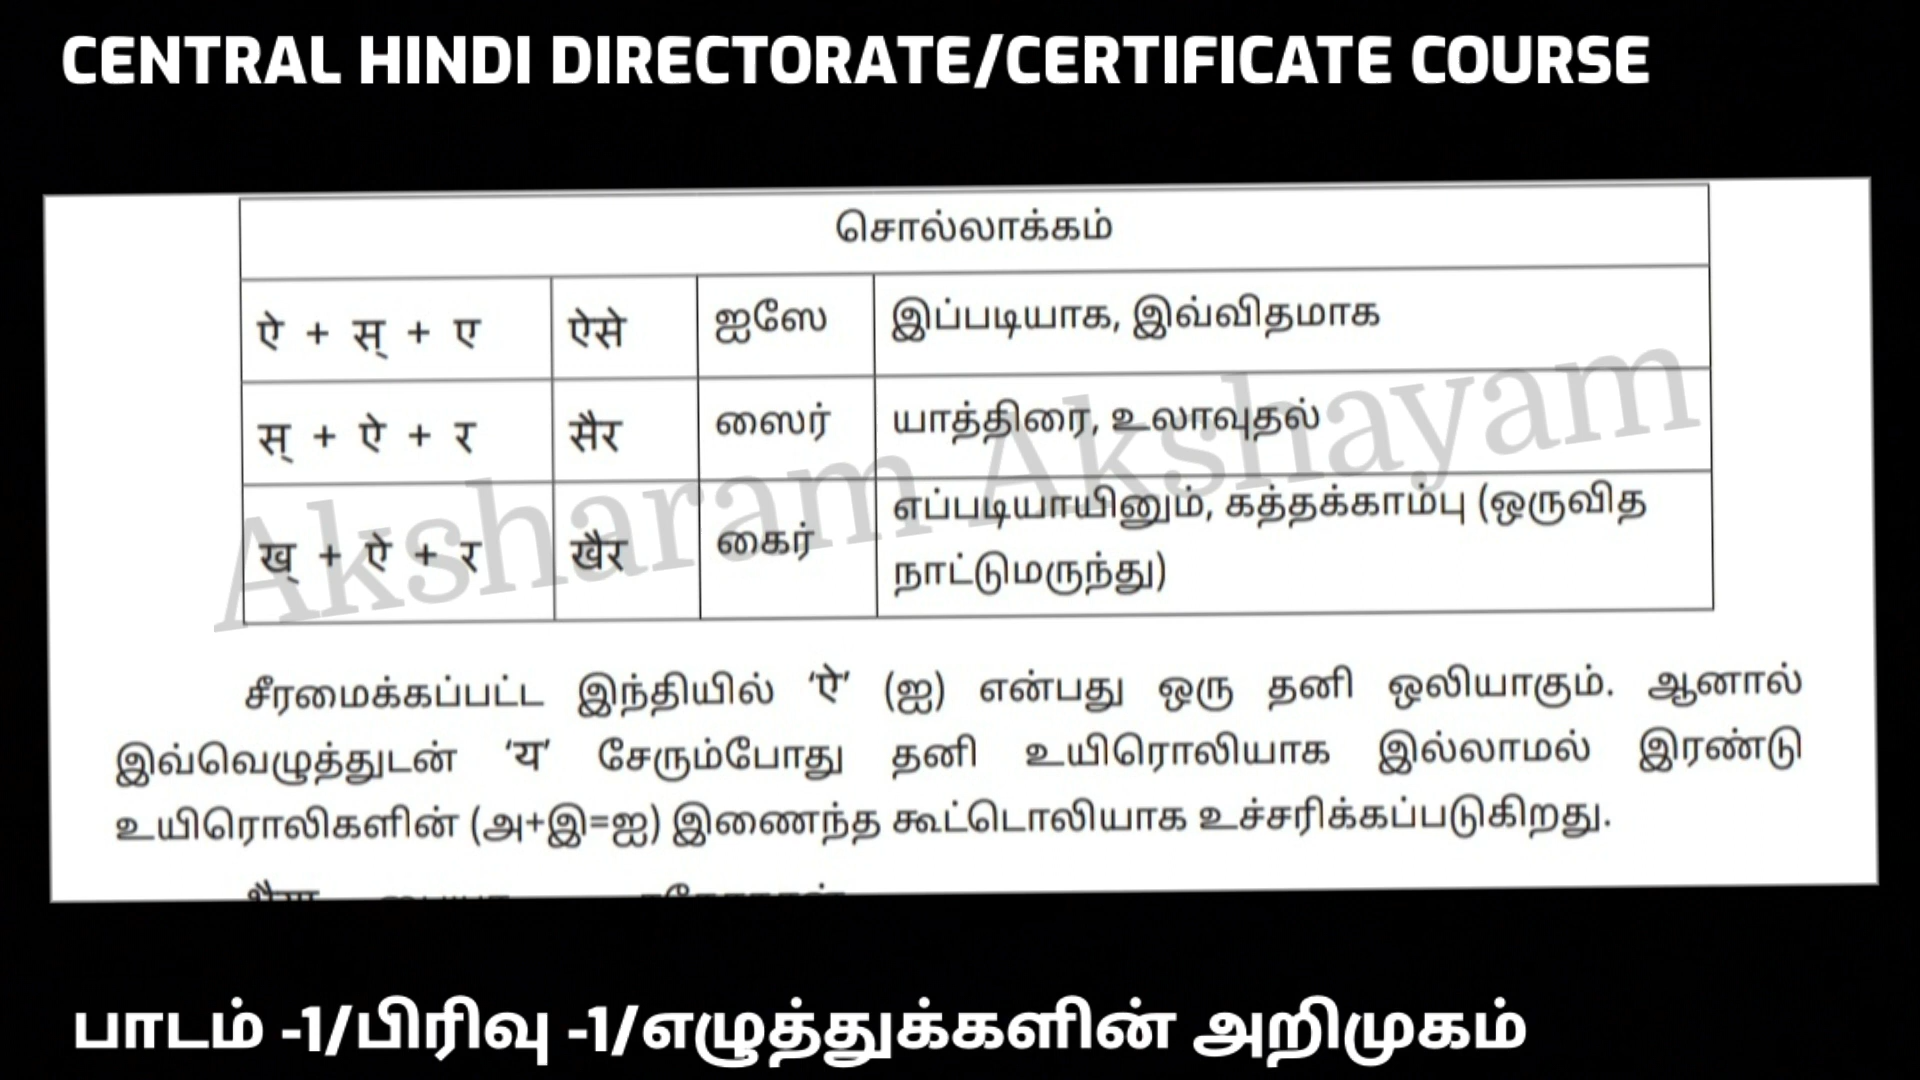 CENTRAL HINDI DIRECTORATE/CERTIFICATE COURSE
சொல்லாக்கம்
ऐ + स् + ए ऐसे ஐஸே இப்படியாக, இவ்விதமாக
स् + ऐ + र सैर ஸைர் யாத்திரை, உலாவுதல்
ख् + ऐ + र खैर கைர் எப்படியாயினும், கத்தக்காம்பு (ஒருவித
நாட்டுமருந்து)
Aksharam Akshayam
சீரமைக்கப்பட்ட இந்தியில் ‘ऐ’ (ஐ) என்பது ஒரு தனி ஒலியாகும். ஆனால்
இவ்வெழுத்துடன் ‘य’ சேரும்போது தனி உயிரொலியாக இல்லாமல் இரண்டு
உயிரொலிகளின் (அ+இ=ஐ) இணைந்த கூட்டொலியாக உச்சரிக்கப்படுகிறது.
பாடம் -1/பிரிவு -1/எழுத்துக்களின் அறிமுகம்